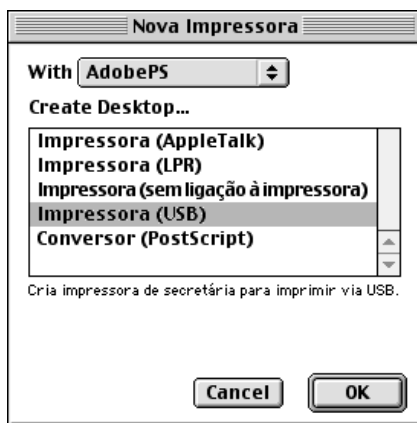 Nova Impressora
With AdobePS
Create Desktop...
Impressora (AppleTalk)
Impressora (LPR)
Impressora (sem ligação à impressora)
Impressora (USB)
Conversor (PostScript)
Cria impressora de secretária para imprimir via USB.
Cancel OK